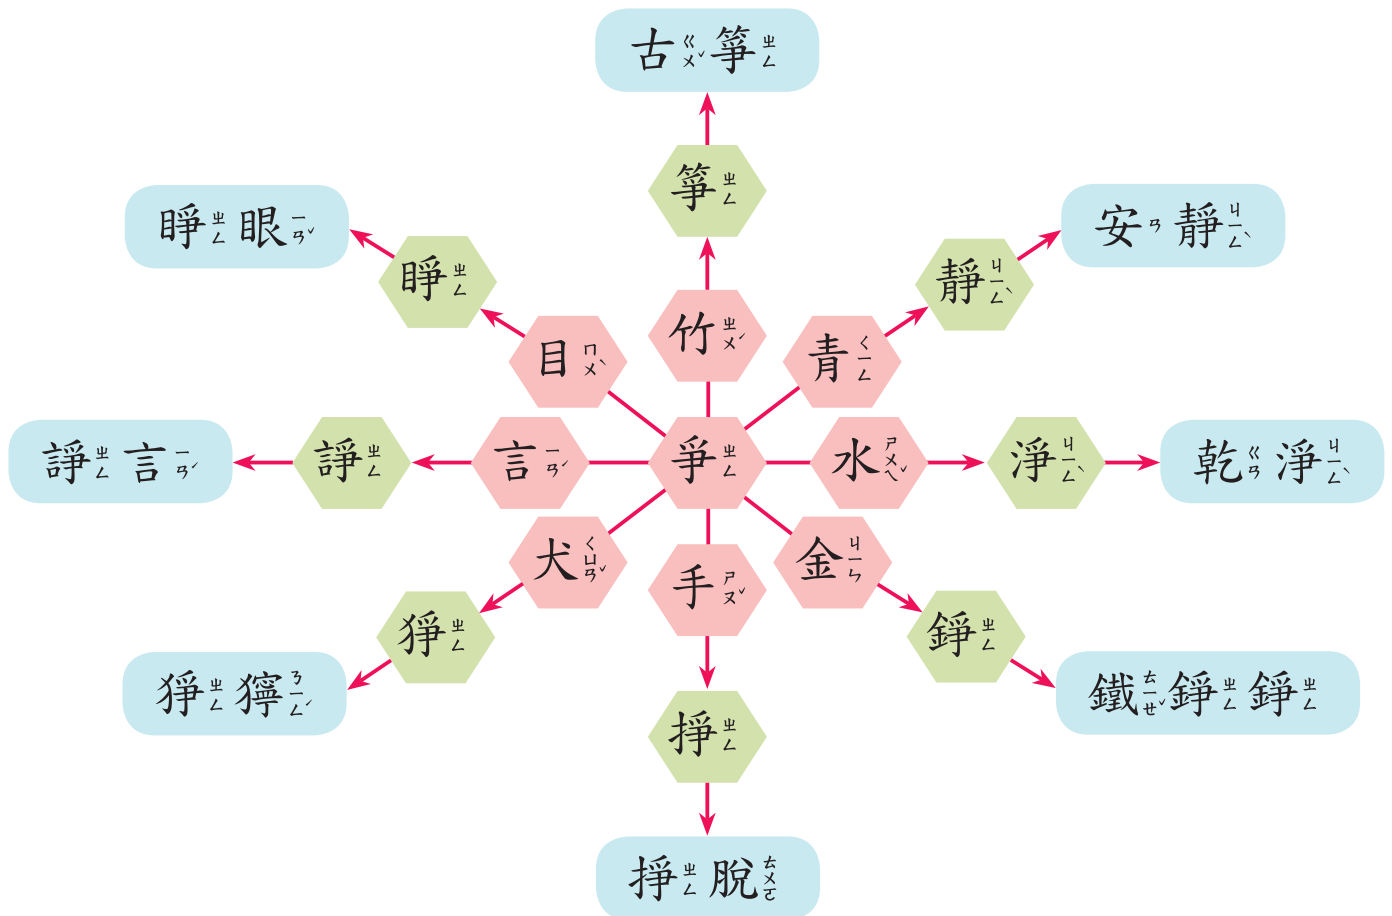 古ㄍㄨˇ箏ㄓㄥ
箏ㄓㄥ
睜ㄓㄥ眼ㄧㄢˇ
安ㄢ靜ㄐㄧㄥˋ
睜ㄓㄥ
靜ㄐㄧㄥˋ
竹ㄓㄨˊ
目ㄇㄨˋ
青ㄑㄧㄥ
諍ㄓㄥ言ㄧㄢˊ
諍ㄓㄥ
言ㄧㄢˊ
爭ㄓㄥ
水ㄕㄨㄟˇ
淨ㄐㄧㄥˋ
乾ㄍㄢ淨ㄐㄧㄥˋ
犬ㄑㄩㄢˇ
手ㄕㄡˇ
金ㄐㄧㄣ
猙ㄓㄥ
錚ㄓㄥ
猙ㄓㄥ獰ㄋㄧㄥˊ
鐵ㄊㄧㄝˇ錚ㄓㄥ錚ㄓㄥ
掙ㄓㄥ
掙ㄓㄥ脫ㄊㄨㄛ